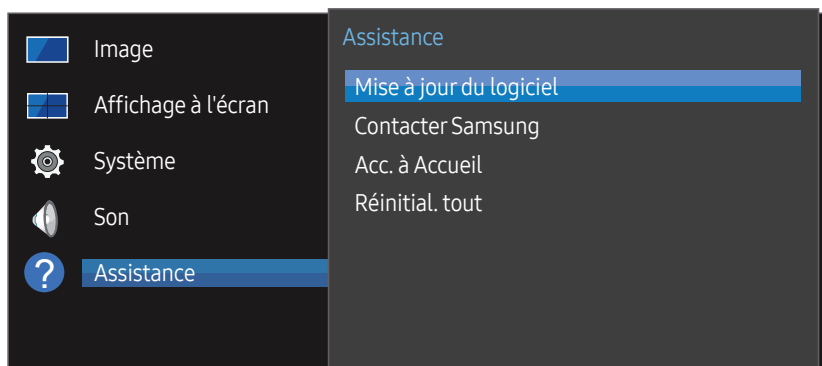 Image
Affichage à l'écran
Système
Son
?
Assistance
Assistance
Mise à jour du logiciel
Contacter Samsung
Acc. à Accueil
Réinitial. tout